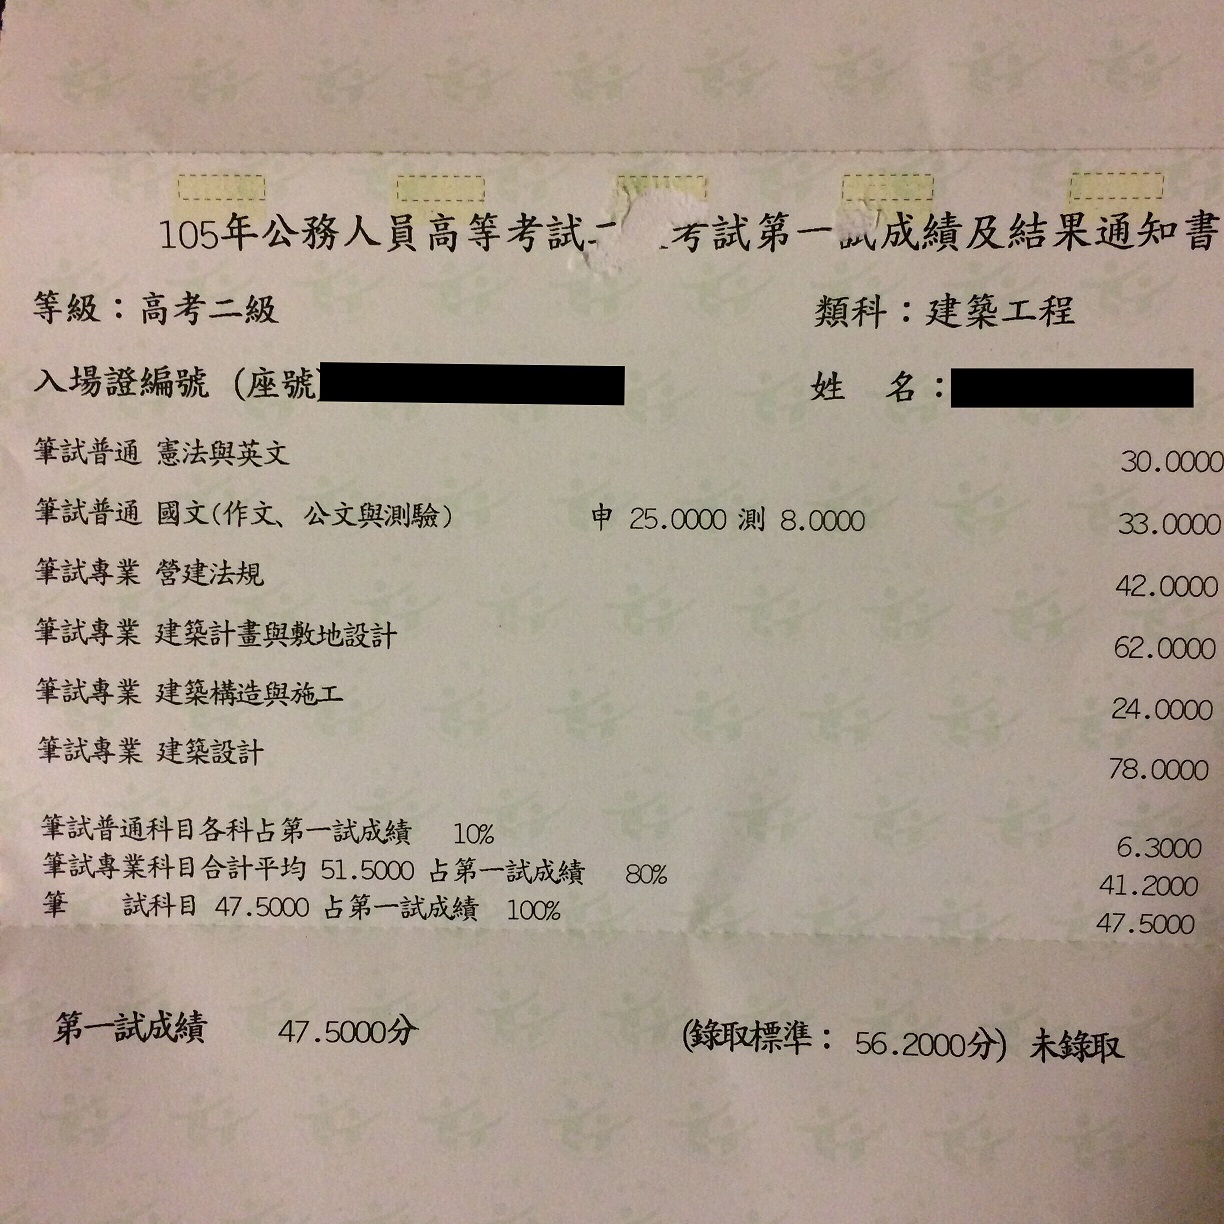 105年公務人員高等考試二 考試第一試成績及結果通知書
等級：高考二級 類科：建築工程
入場證編號（座號 姓 名：
筆試普通 憲法與英文 30.0000
筆試普通 國文(作文、公文與測驗) 申 25.0000 測 8.0000 33.0000
筆試專業 營建法規 42.0000
筆試專業 建築計畫與敷地設計 62.0000
筆試專業 建築構造與施工 24.0000
筆試專業 建築設計 78.0000
筆試普通科目各科占第一試成績 10% 6.3000
筆試專業科目合計平均 51.5000 占第一試成績 80% 41.2000
筆 試科目 47.5000 占第一試成績 100% 47.5000
第一試成績 47.5000分 (錄取標準：56.2000分) 未錄取